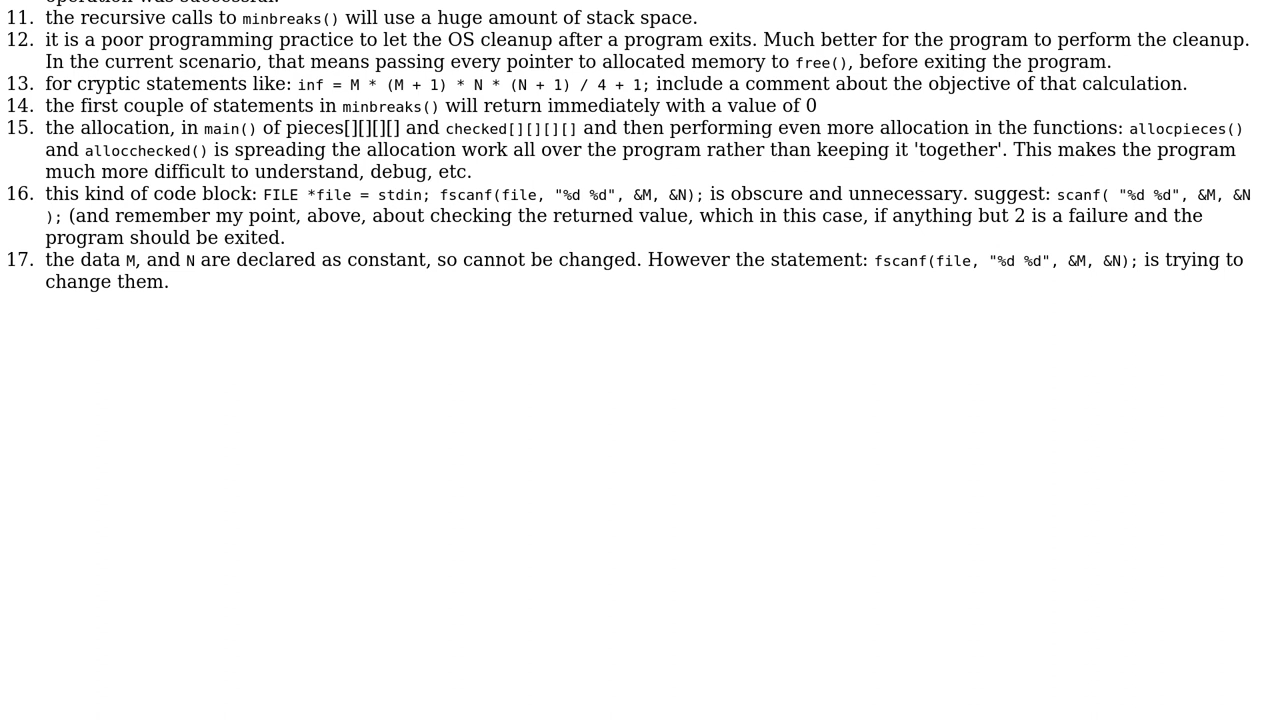 operation was successful.
11. the recursive calls to minbreaks() will use a huge amount of stack space.
12. it is a poor programming practice to let the OS cleanup after a program exits. Much better for the program to perform the cleanup.
In the current scenario, that means passing every pointer to allocated memory to free(), before exiting the program.
13. for cryptic statements like: inf = M * (M + 1) * N * (N + 1) / 4 + 1; include a comment about the objective of that calculation.
14. the first couple of statements in minbreaks() will return immediately with a value of 0
15. the allocation, in main() of pieces[][][][] and checked[][][][] and then performing even more allocation in the functions: allocpieces()
and allocchecked() is spreading the allocation work all over the program rather than keeping it 'together'. This makes the program
much more difficult to understand, debug, etc.
16. this kind of code block: FILE *file = stdin; fscanf(file, "%d %d", &M, &N); is obscure and unnecessary. suggest: scanf( "%d %d", &M, &N
); (and remember my point, above, about checking the returned value, which in this case, if anything but 2 is a failure and the
program should be exited.
17. the data M, and N are declared as constant, so cannot be changed. However the statement: fscanf(file, "%d %d", &M, &N); is trying to
change them.